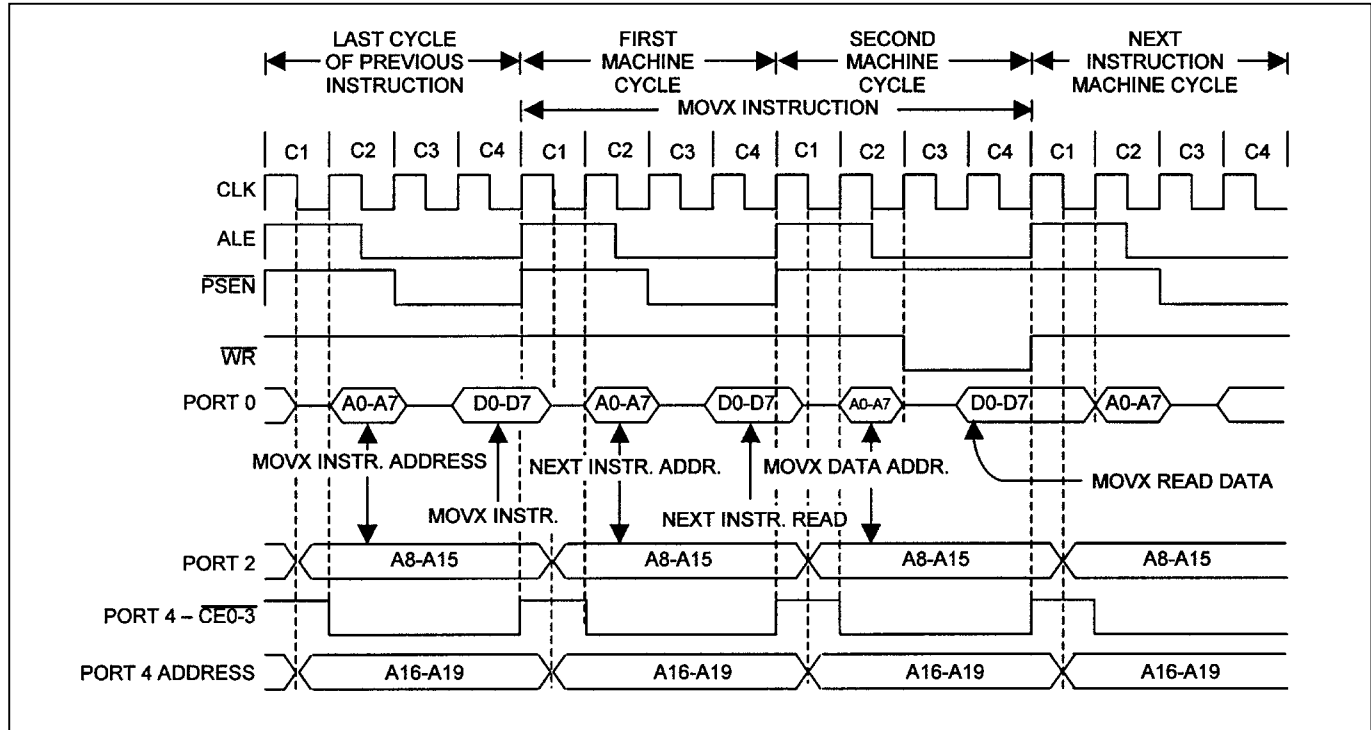 LAST CYCLE OF PREVIOUS INSTRUCTION
FIRST MACHINE CYCLE
SECOND MACHINE CYCLE
NEXT INSTRUCTION MACHINE CYCLE
MOVX INSTRUCTION
C1 C2 C3 C4 C1 C2 C3 C4 C1 C2 C3 C4 C1 C2 C3 C4
CLK
ALE
PSEN
WR
PORT 0 A0-A7 D0-D7 A0-A7 D0-D7 A0-A7 D0-D7 A0-A7
MOVX INSTR. ADDRESS NEXT INSTR. ADDR. MOVX DATA ADDR. MOVX READ DATA
MOVX INSTR. NEXT INSTR. READ
PORT 2 A8-A15 A8-A15 A8-A15 A8-A15
PORT 4 – CE0-3
PORT 4 ADDRESS A16-A19 A16-A19 A16-A19 A16-A19